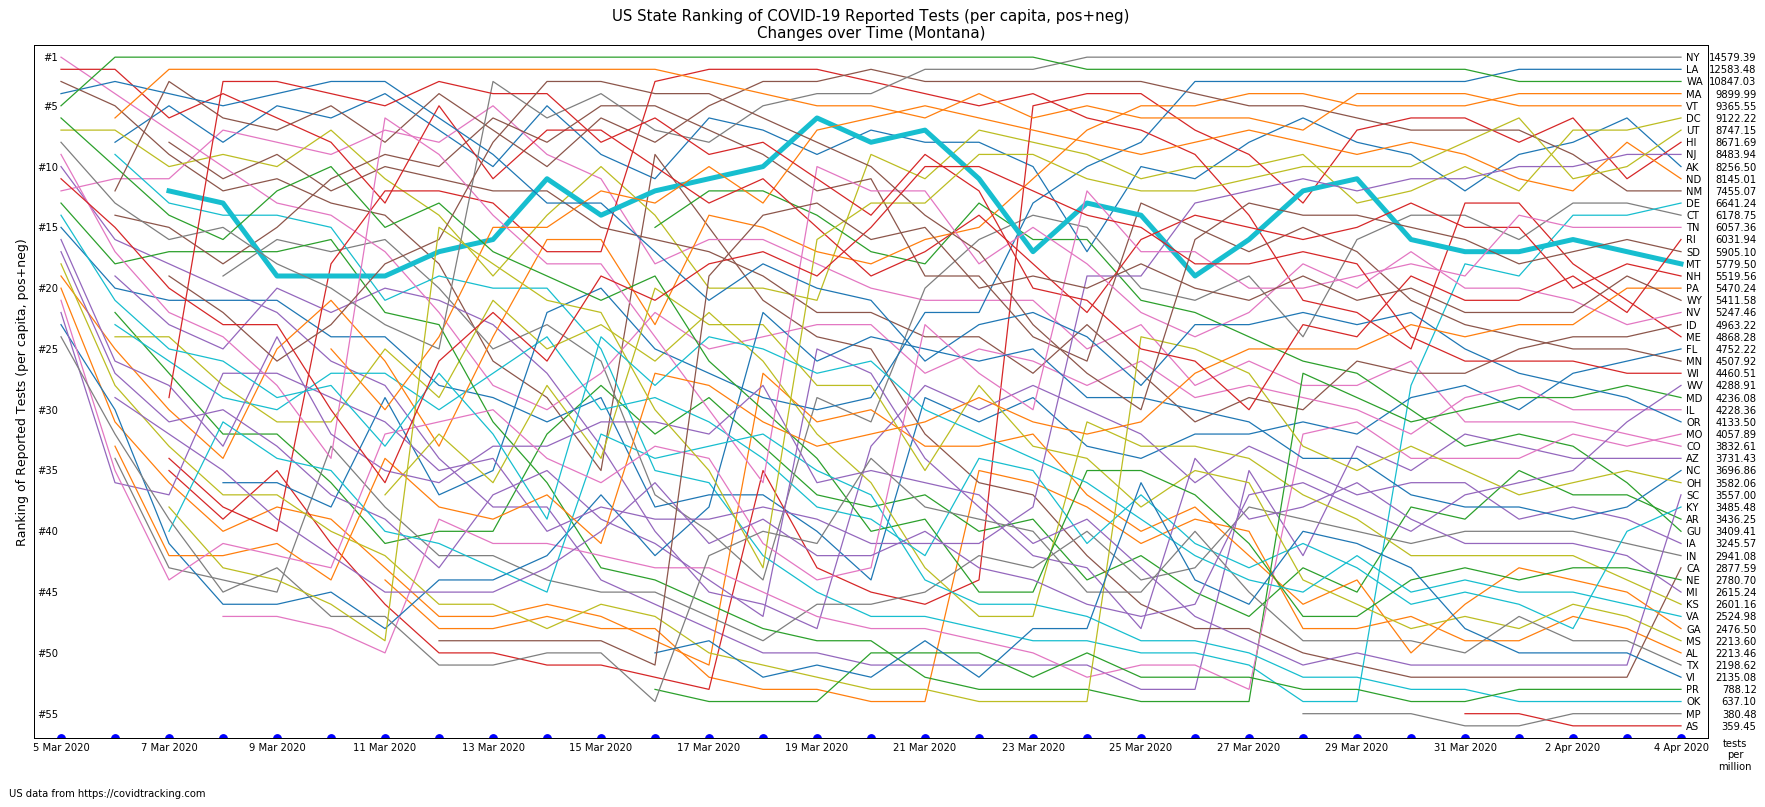 US State Ranking of COVID-19 Reported Tests (per capita, pos+neg)
Changes over Time (Montana)
Ranking of Reported Tests (per capita, pos+neg)
#1
#5
#10
#15
#20
#25
#30
#35
#40
#45
#50
#55
NY 14579.39
LA 12583.48
WA 10847.03
MA 9899.99
VT 9365.55
DC 9122.22
UT 8747.15
HI 8671.69
NJ 8483.94
AK 8256.50
ND 8145.01
NM 7455.07
DE 6641.24
CT 6178.75
TN 6057.36
RI 6031.94
SD 5905.10
MT 5779.50
NH 5519.56
PA 5470.24
WY 5411.58
NV 5247.46
ID 4963.22
ME 4868.28
FL 4752.22
MN 4507.92
WI 4460.51
WV 4288.91
MD 4236.08
IL 4228.36
OR 4133.50
MO 4057.89
CO 3832.61
AZ 3731.43
NC 3696.86
OH 3582.06
SC 3557.00
KY 3485.48
AR 3436.25
GU 3409.41
IA 3245.57
IN 2941.08
CA 2877.59
NE 2780.70
MI 2615.24
KS 2601.16
VA 2524.98
GA 2476.50
MS 2213.60
AL 2213.46
TX 2198.62
VI 2135.08
PR 788.12
OK 637.10
MP 380.48
AS 359.45
5 Mar 2020 7 Mar 2020 9 Mar 2020 11 Mar 2020 13 Mar 2020 15 Mar 2020 17 Mar 2020 19 Mar 2020 21 Mar 2020 23 Mar 2020 25 Mar 2020 27 Mar 2020 29 Mar 2020 31 Mar 2020 2 Apr 2020 4 Apr 2020
tests
per
million
US data from https://covidtracking.com